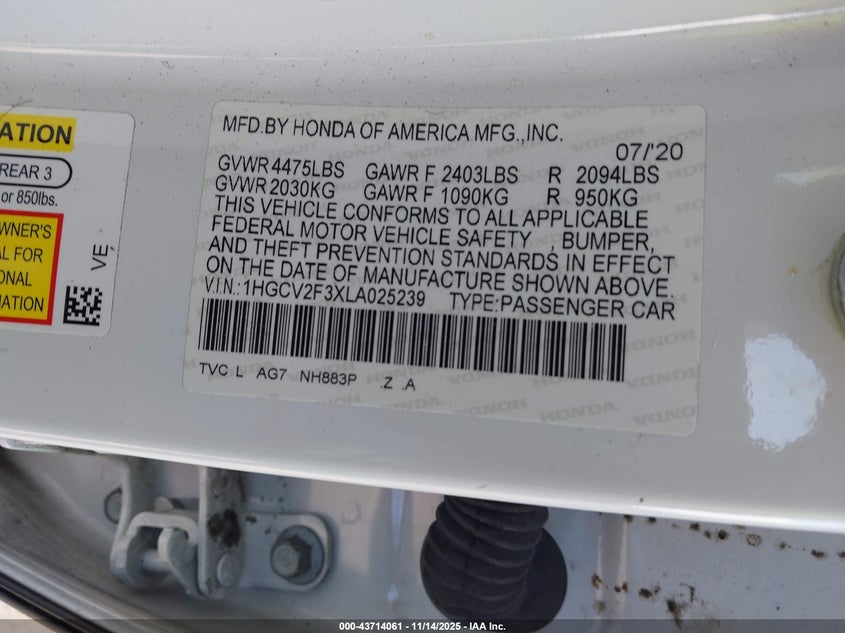 ATION
REAR 3
or 850lbs.
WNER'S
AL FOR
ONAL
MATION
VE
MFD.BY HONDA OF AMERICA MFG.,INC.
07/'20
GVWR 4475LBS GAWR F 2403LBS R 2094LBS
GVWR 2030KG GAWR F 1090KG R 950KG
THIS VEHICLE CONFORMS TO ALL APPLICABLE
FEDERAL MOTOR VEHICLE SAFETY , BUMPER,
AND THEFT PREVENTION STANDARDS IN EFFECT
ON THE DATE OF MANUFACTURE SHOWN ABOVE.
V.I.N.:1HGCV2F3XLA025239 TYPE:PASSENGER CAR
TVC L AG7 NH883P .Z .A
HONDA
000-43714061 - 11/14/2025 - IAA Inc.